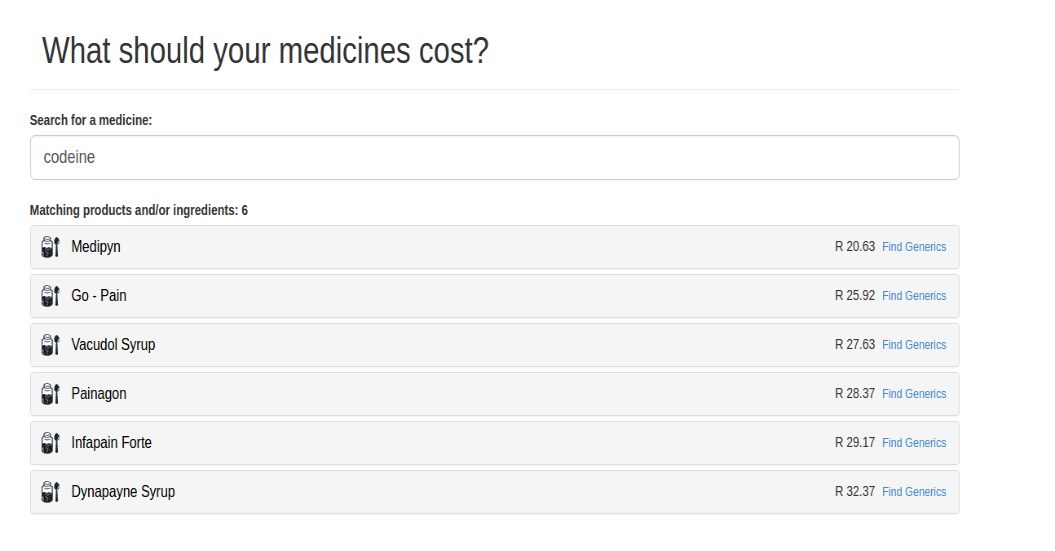 What should your medicines cost?
Search for a medicine:
codeine
Matching products and/or ingredients: 6
Medipyn R 20.63 Find Generics
Go - Pain R 25.92 Find Generics
Vacudol Syrup R 27.63 Find Generics
Painagon R 28.37 Find Generics
Infapain Forte R 29.17 Find Generics
Dynapayne Syrup R 32.37 Find Generics